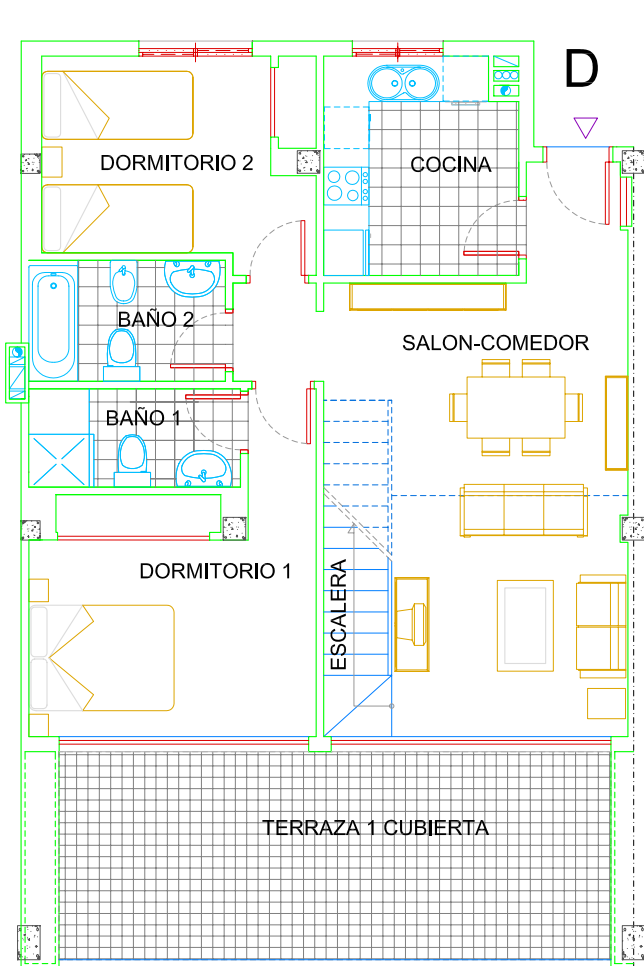 D
DORMITORIO 2
COCINA
BAÑO 2
SALON-COMEDOR
BAÑO 1
DORMITORIO 1
ESCALERA
TERRAZA 1 CUBIERTA